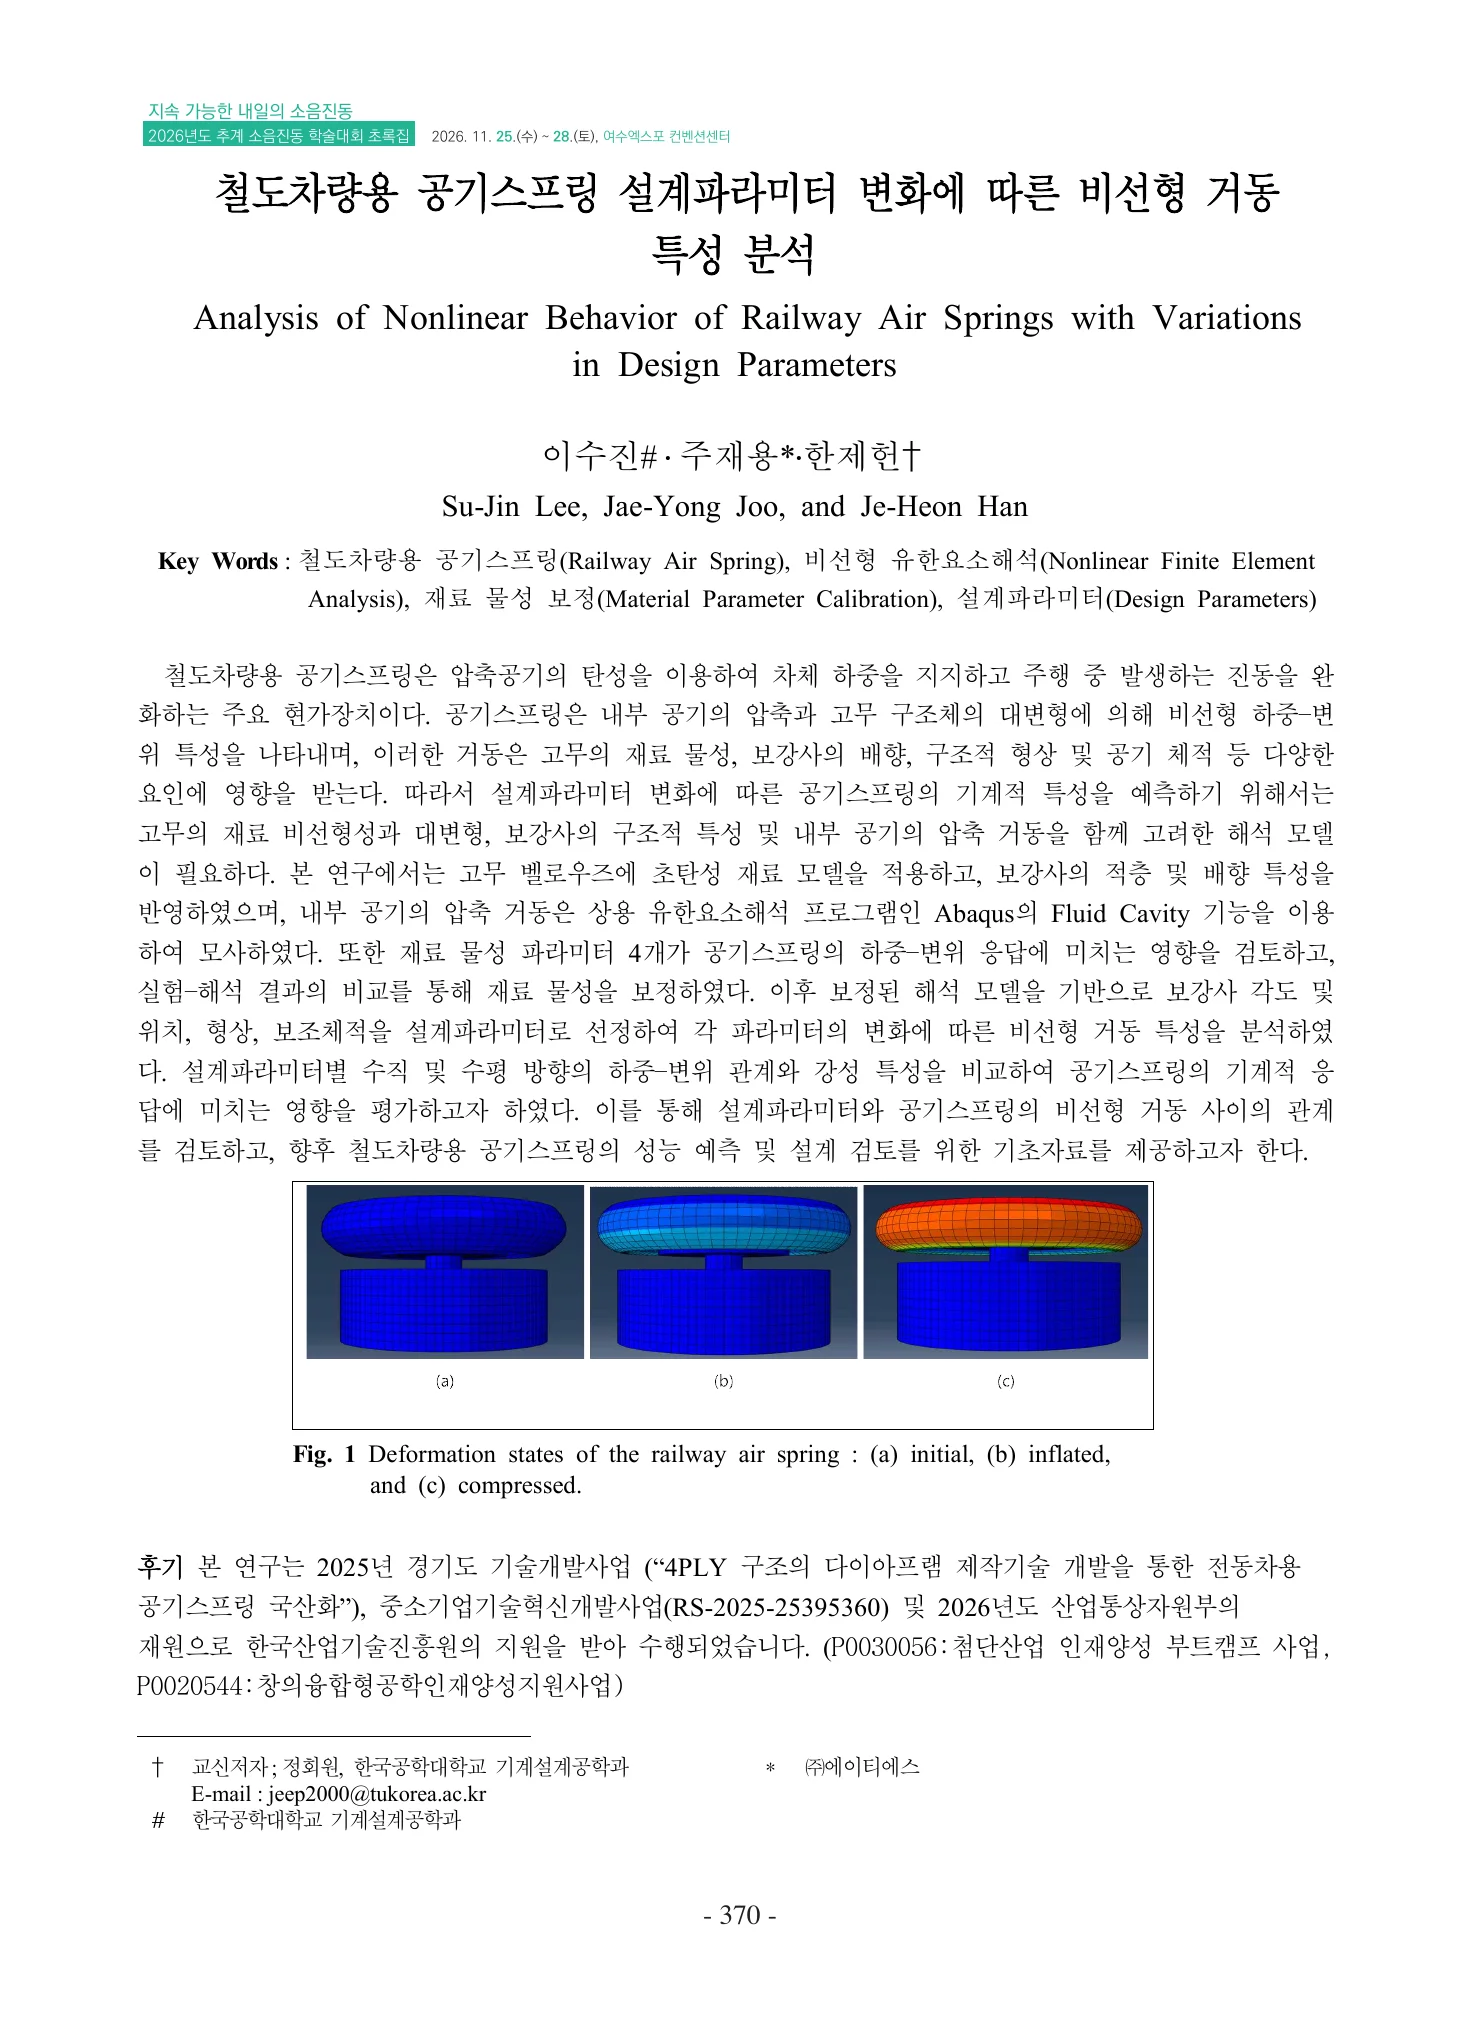 지속 가능한 내일의 소음진동
2026년도 추계 소음진동 학술대회 초록집 2026. 11. 25.(수) ~ 28.(토), 여수엑스포 컨벤션센터
철도차량용 공기스프링 설계파라미터 변화에 따른 비선형 거동
특성 분석
Analysis of Nonlinear Behavior of Railway Air Springs with Variations
in Design Parameters
이수진# · 주재용*·한제헌†
Su-Jin Lee, Jae-Yong Joo, and Je-Heon Han
Key Words : 철도차량용 공기스프링(Railway Air Spring), 비선형 유한요소해석(Nonlinear Finite Element
Analysis), 재료 물성 보정(Material Parameter Calibration), 설계파라미터(Design Parameters)
철도차량용 공기스프링은 압축공기의 탄성을 이용하여 차체 하중을 지지하고 주행 중 발생하는 진동을 완
화하는 주요 현가장치이다. 공기스프링은 내부 공기의 압축과 고무 구조체의 대변형에 의해 비선형 하중–변
위 특성을 나타내며, 이러한 거동은 고무의 재료 물성, 보강사의 배향, 구조적 형상 및 공기 체적 등 다양한
요인에 영향을 받는다. 따라서 설계파라미터 변화에 따른 공기스프링의 기계적 특성을 예측하기 위해서는
고무의 재료 비선형성과 대변형, 보강사의 구조적 특성 및 내부 공기의 압축 거동을 함께 고려한 해석 모델
이 필요하다. 본 연구에서는 고무 벨로우즈에 초탄성 재료 모델을 적용하고, 보강사의 적층 및 배향 특성을
반영하였으며, 내부 공기의 압축 거동은 상용 유한요소해석 프로그램인 Abaqus의 Fluid Cavity 기능을 이용
하여 모사하였다. 또한 재료 물성 파라미터 4개가 공기스프링의 하중–변위 응답에 미치는 영향을 검토하고,
실험–해석 결과의 비교를 통해 재료 물성을 보정하였다. 이후 보정된 해석 모델을 기반으로 보강사 각도 및
위치, 형상, 보조체적을 설계파라미터로 선정하여 각 파라미터의 변화에 따른 비선형 거동 특성을 분석하였
다. 설계파라미터별 수직 및 수평 방향의 하중–변위 관계와 강성 특성을 비교하여 공기스프링의 기계적 응
답에 미치는 영향을 평가하고자 하였다. 이를 통해 설계파라미터와 공기스프링의 비선형 거동 사이의 관계
를 검토하고, 향후 철도차량용 공기스프링의 성능 예측 및 설계 검토를 위한 기초자료를 제공하고자 한다.
(a) (b) (c)
Fig. 1 Deformation states of the railway air spring : (a) initial, (b) inflated,
and (c) compressed.
후기 본 연구는 2025년 경기도 기술개발사업 (“4PLY 구조의 다이아프램 제작기술 개발을 통한 전동차용
공기스프링 국산화”), 중소기업기술혁신개발사업(RS-2025-25395360) 및 2026년도 산업통상자원부의
재원으로 한국산업기술진흥원의 지원을 받아 수행되었습니다. (P0030056:첨단산업 인재양성 부트캠프 사업,
P0020544:창의융합형공학인재양성지원사업)
† 교신저자; 정회원, 한국공학대학교 기계설계공학과 * ㈜에이티에스
E-mail : jeep2000@tukorea.ac.kr
# 한국공학대학교 기계설계공학과
- 370 -